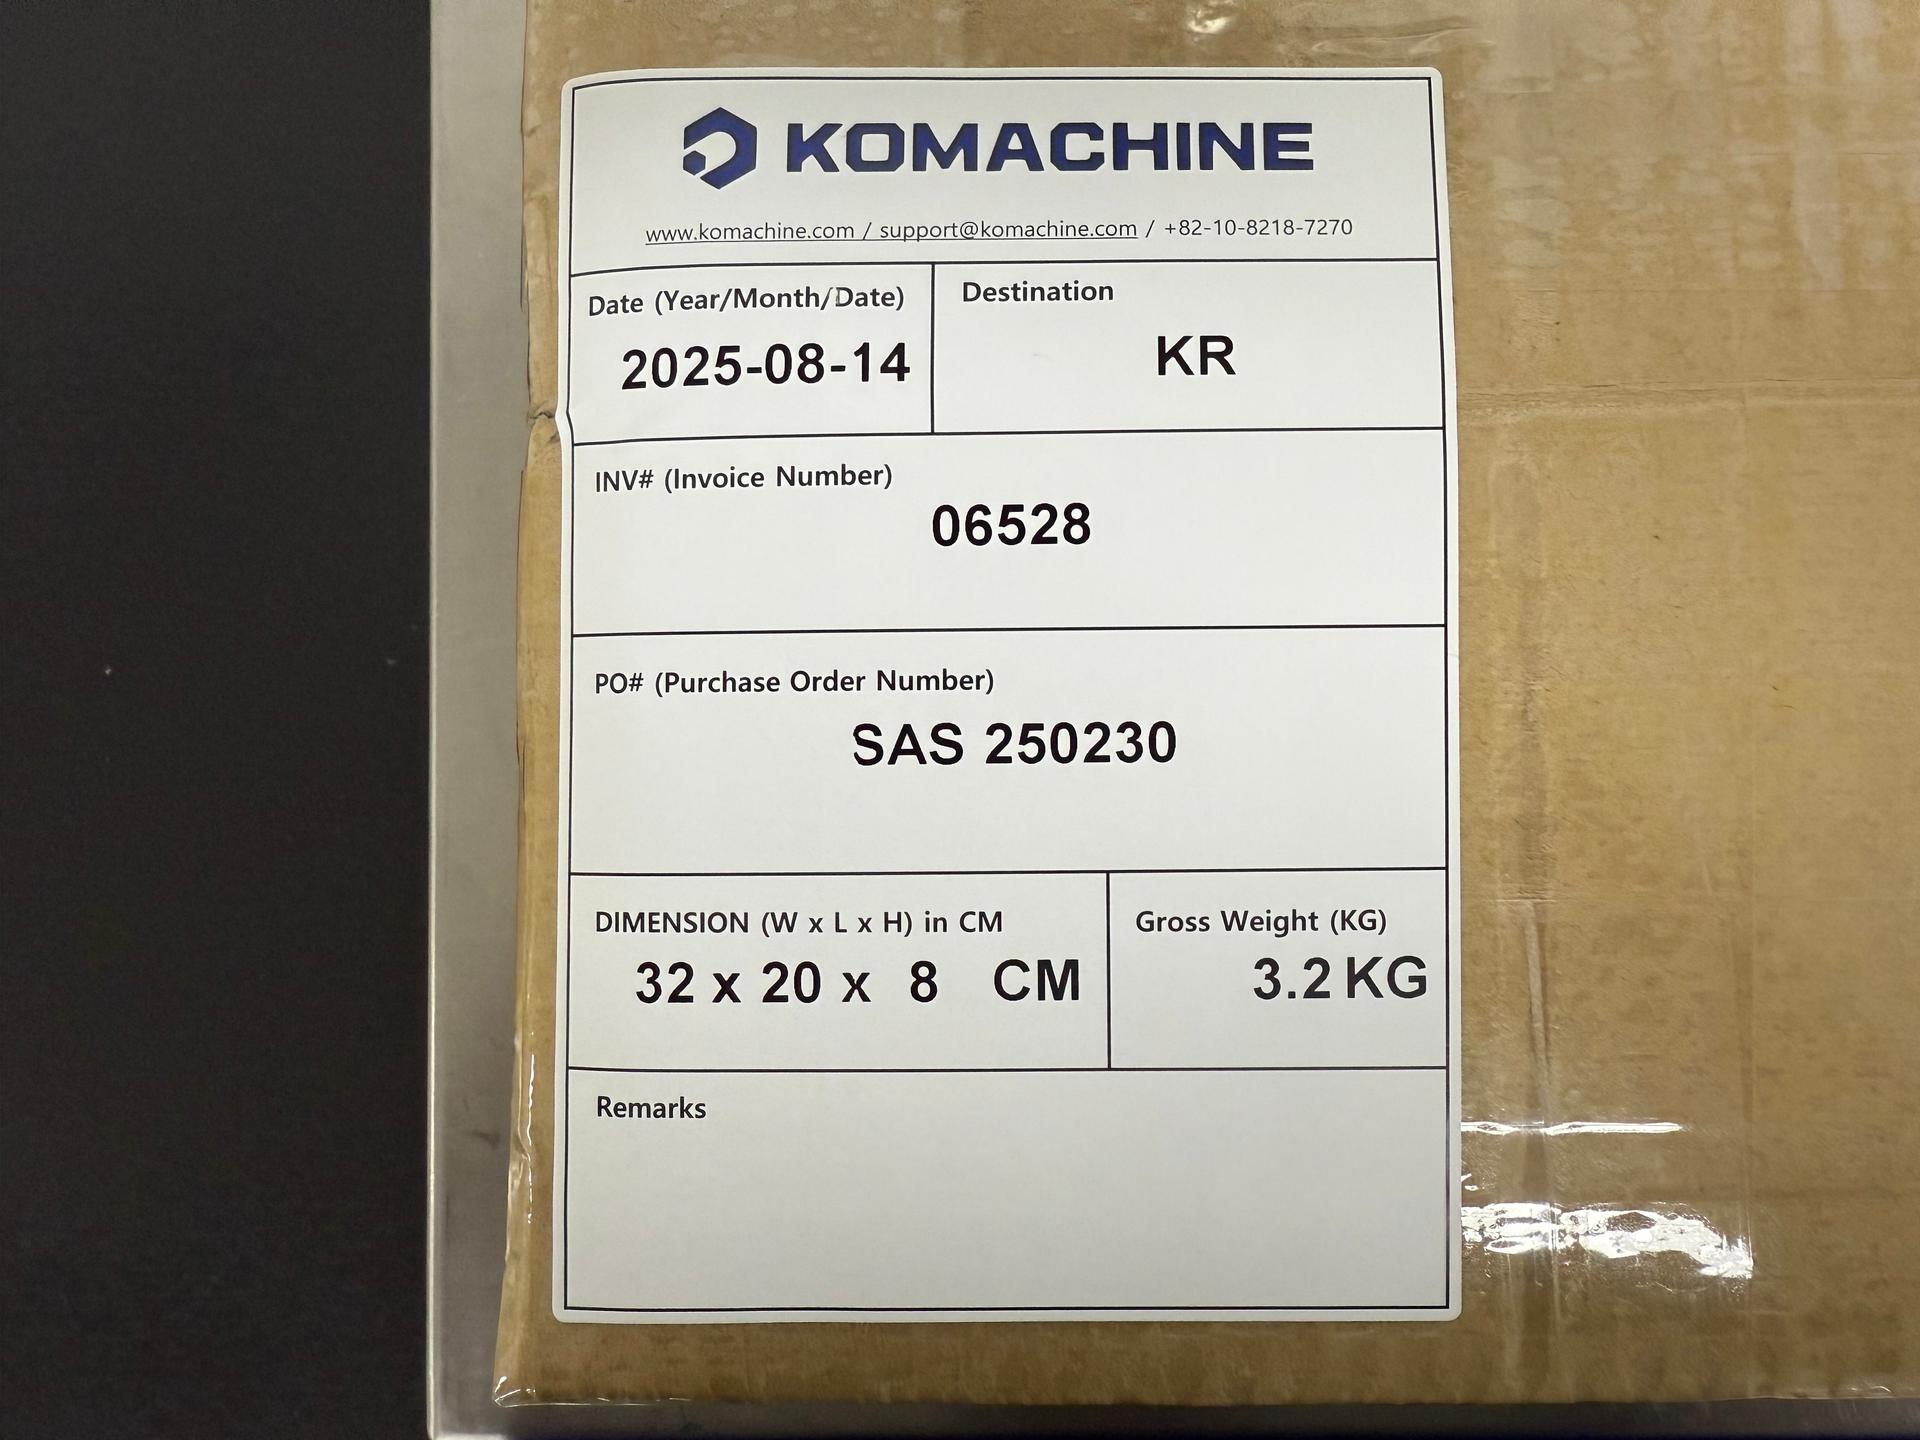 KOMACHINE
www.komachine.com / support@komachine.com / +82-10-8218-7270
Date (Year/Month/Date)
2025-08-14
Destination
KR
INV# (Invoice Number)
06528
PO# (Purchase Order Number)
SAS 250230
DIMENSION (W x L x H) in CM
32 x 20 x 8 CM
Gross Weight (KG)
3.2 KG
Remarks